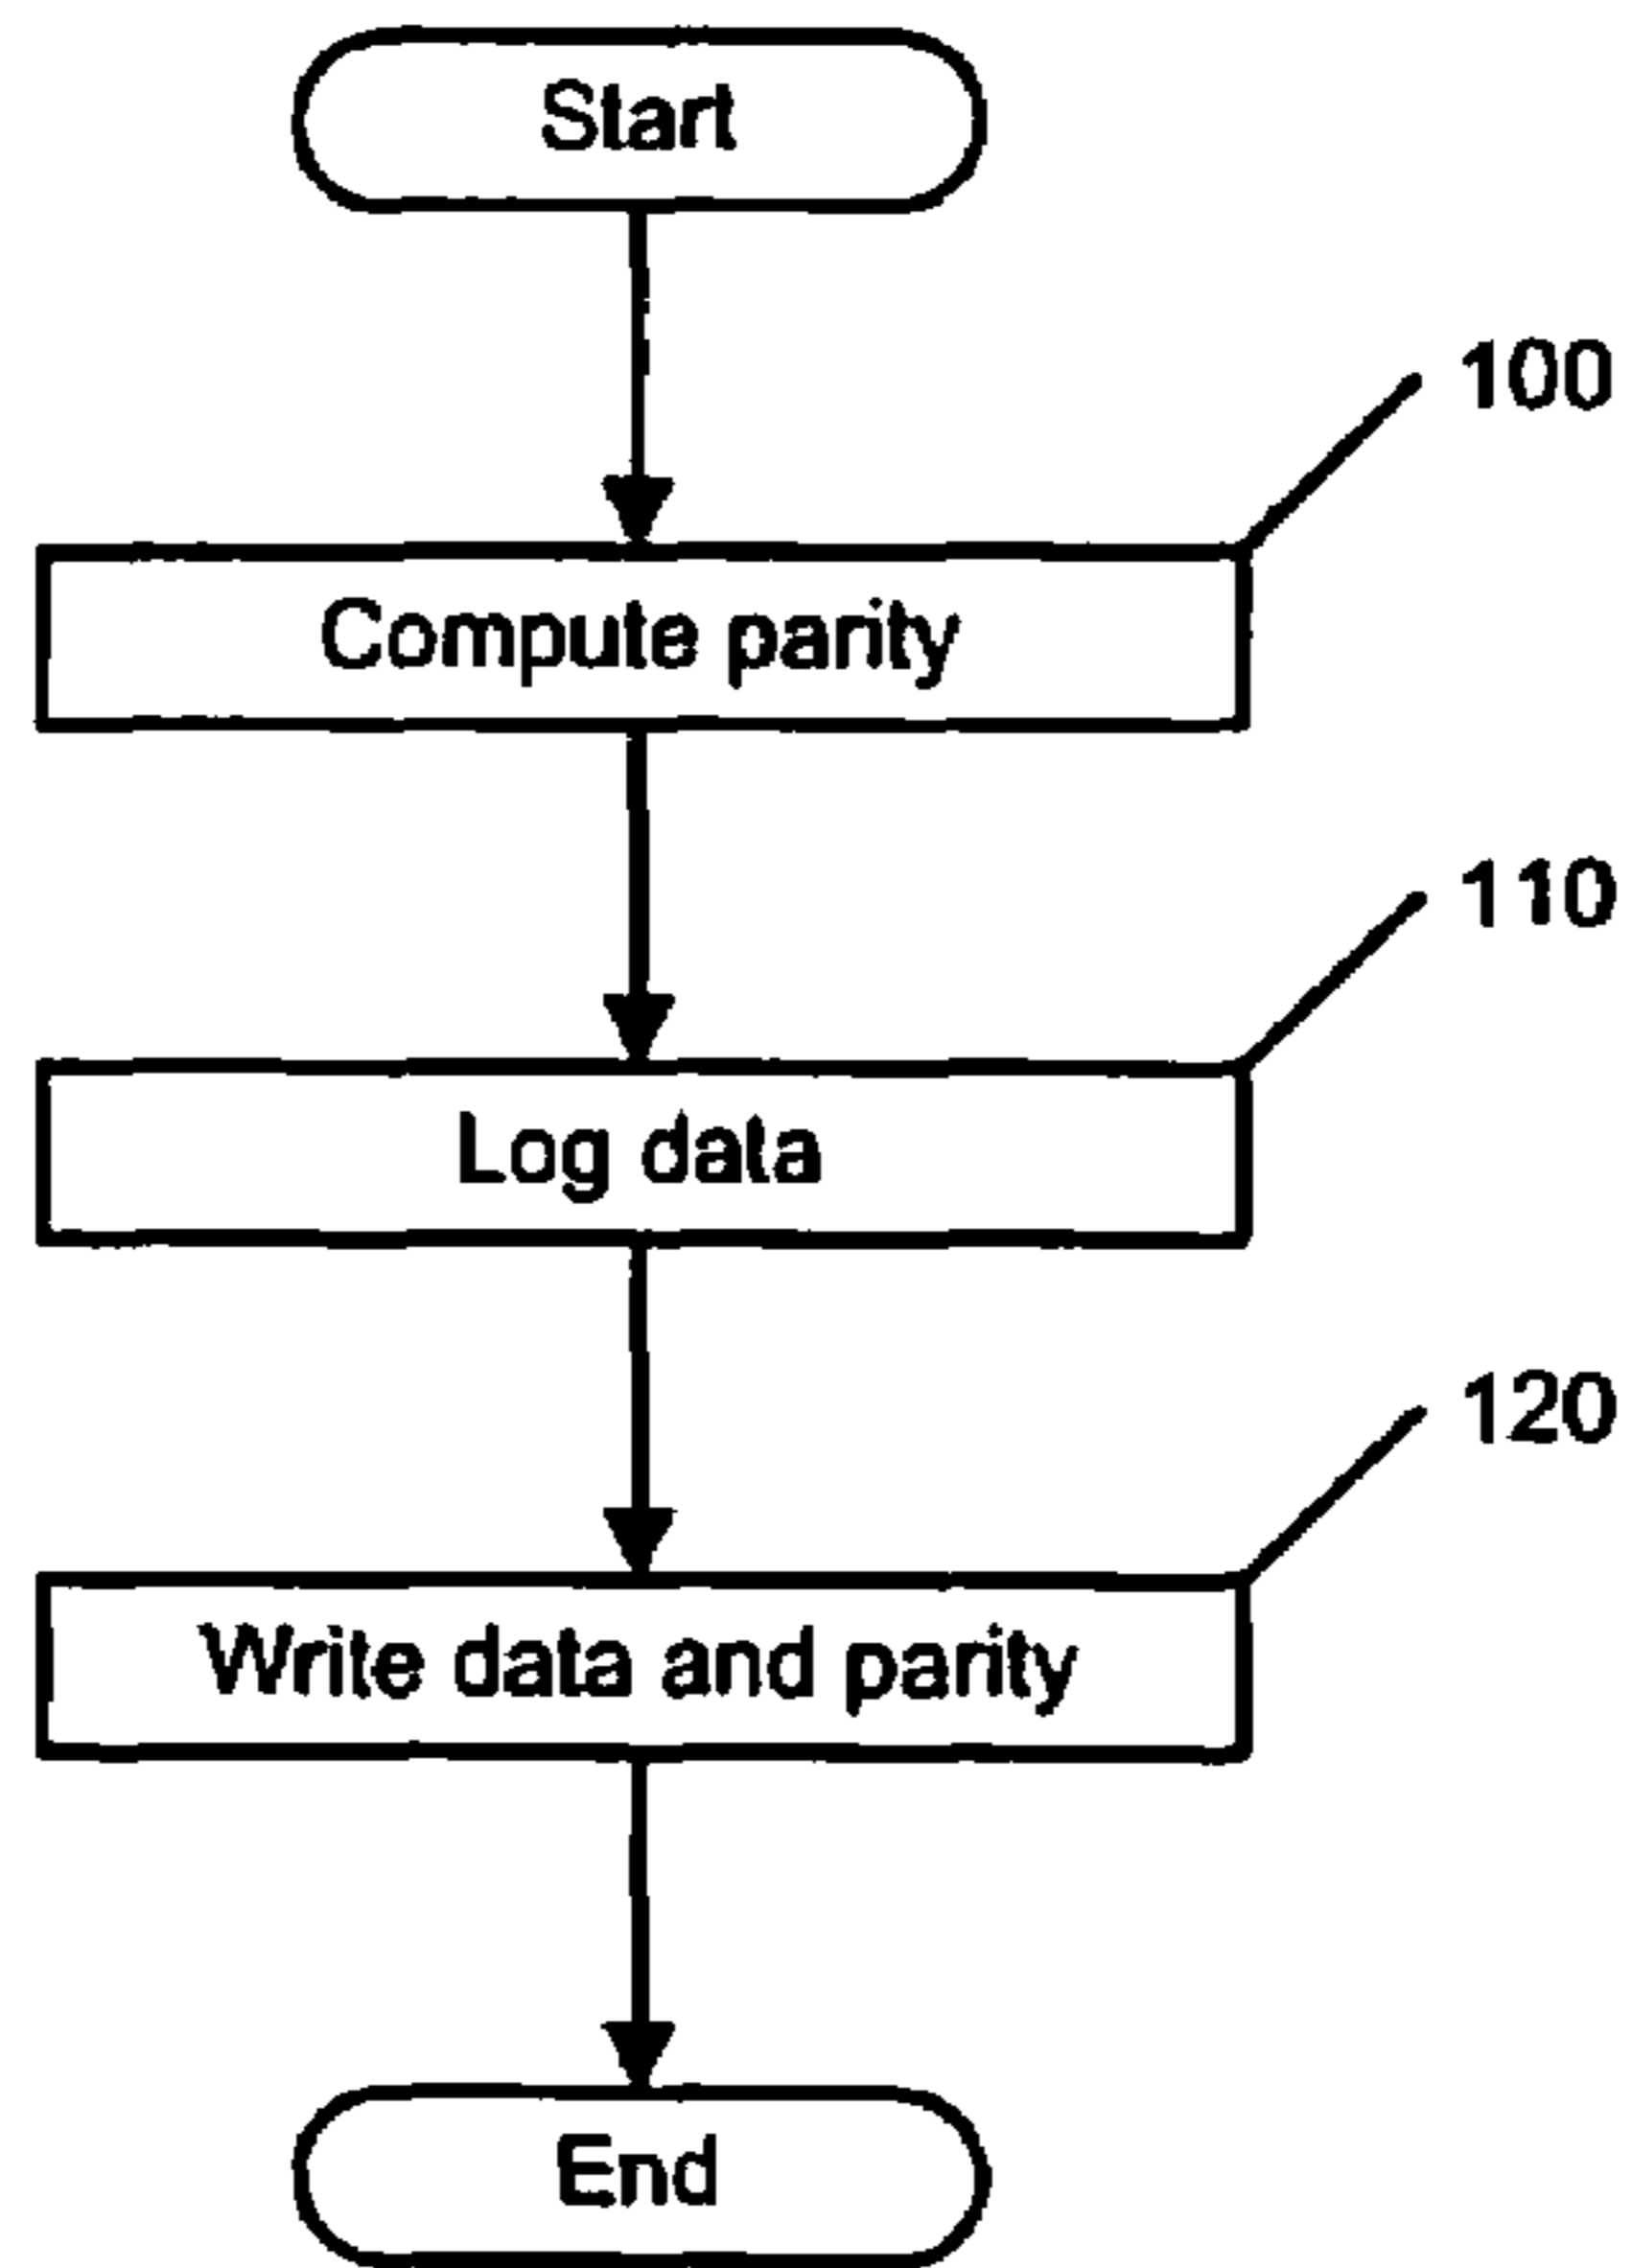 Start
100
Compute parity
110
Log data
120
Write data and parity
End